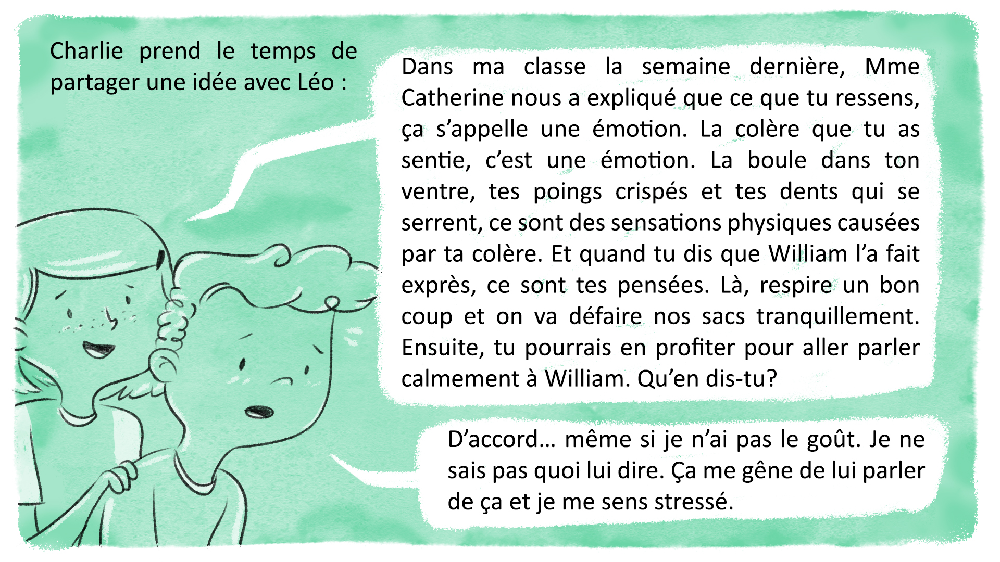 Charlie prend le temps de
partager une idée avec Léo :
Dans ma classe la semaine dernière, Mme
Catherine nous a expliqué que ce que tu ressens,
ça s’appelle une émotion. La colère que tu as
sentie, c’est une émotion. La boule dans ton
ventre, tes poings crispés et tes dents qui se
serrent, ce sont des sensations physiques causées
par ta colère. Et quand tu dis que William l’a fait
exprès, ce sont tes pensées. Là, respire un bon
coup et on va défaire nos sacs tranquillement.
Ensuite, tu pourrais en profiter pour aller parler
calmement à William. Qu’en dis-tu?
D’accord… même si je n’ai pas le goût. Je ne
sais pas quoi lui dire. Ça me gêne de lui parler
de ça et je me sens stressé.